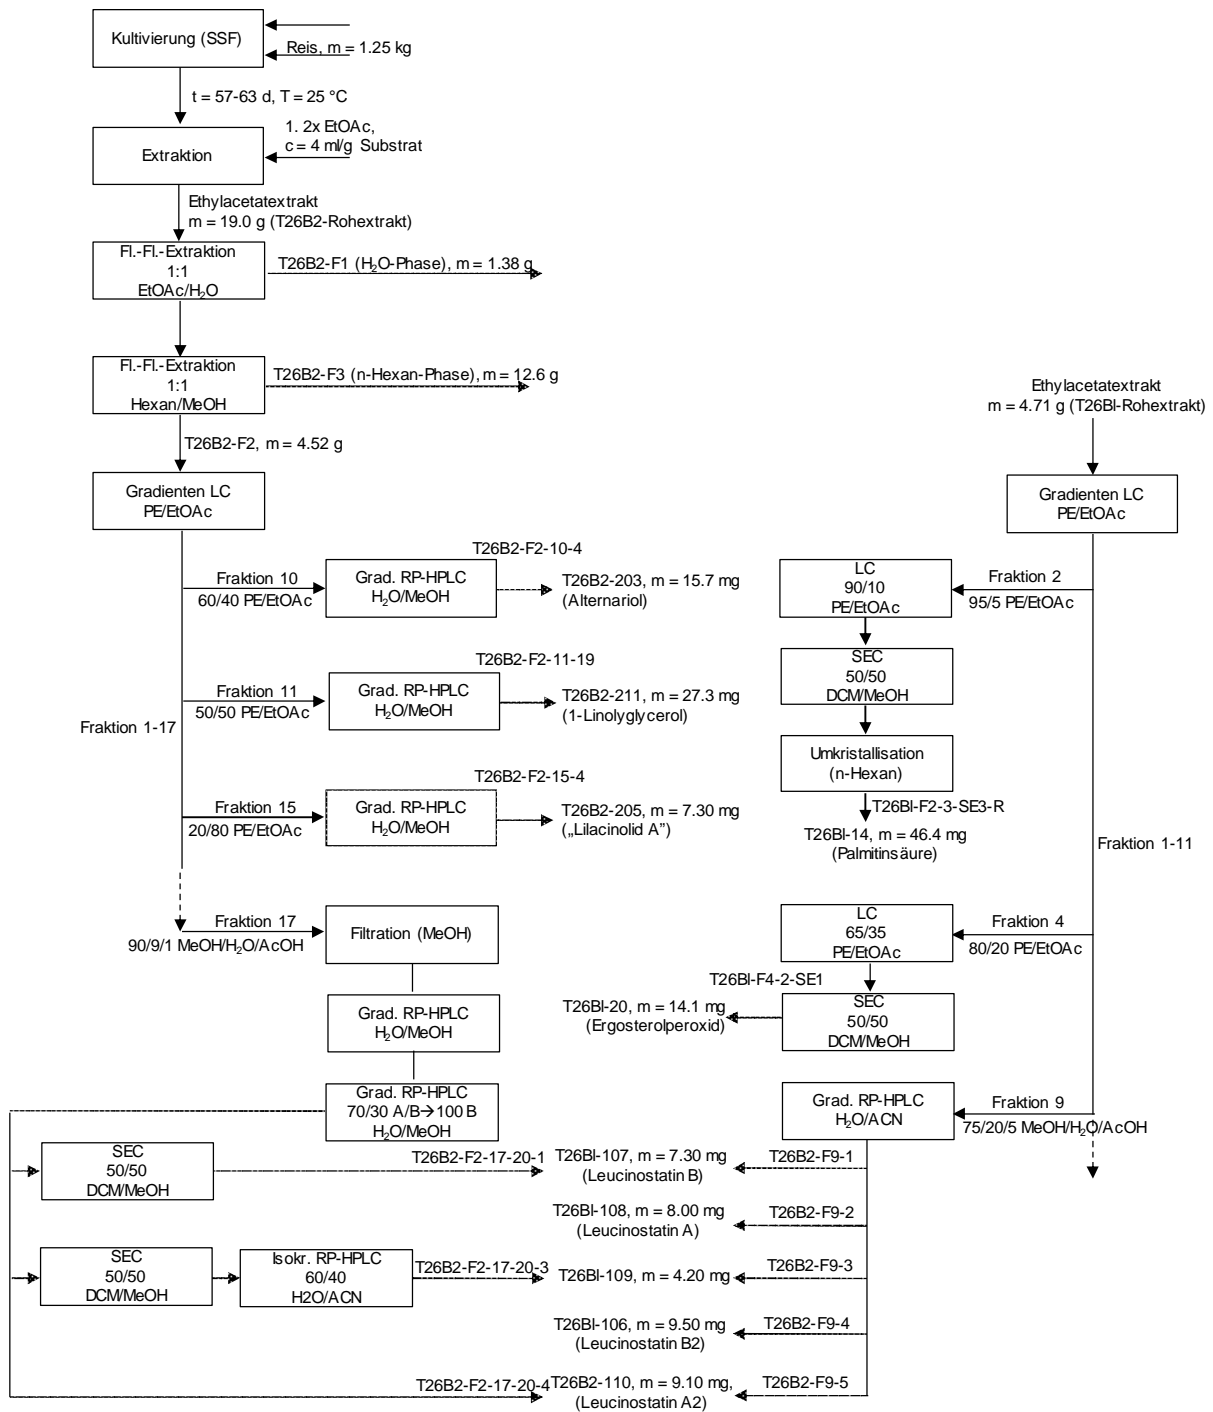 Kultivierung (SSF)
Reis, m = 1.25 kg
t = 57-63 d, T = 25 °C
Extraktion
1. 2x EtOAc,
c = 4 ml/g Substrat
Ethylacetatextrakt
m = 19.0 g (T26B2-Rohextrakt)
Fl.-Fl.-Extraktion
1:1
EtOAc/H₂O
T26B2-F1 (H₂O-Phase), m = 1.38 g
Fl.-Fl.-Extraktion
1:1
Hexan/MeOH
T26B2-F3 (n-Hexan-Phase), m = 12.6 g
T26B2-F2, m = 4.52 g
Gradienten LC
PE/EtOAc
Fraktion 1-17
Fraktion 10
60/40 PE/EtOAc
Grad. RP-HPLC
H₂O/MeOH
T26B2-F2-10-4
T26B2-203, m = 15.7 mg
(Alternariol)
Fraktion 11
50/50 PE/EtOAc
Grad. RP-HPLC
H₂O/MeOH
T26B2-F2-11-19
T26B2-211, m = 27.3 mg
(1-Linolyglycerol)
Fraktion 15
20/80 PE/EtOAc
Grad. RP-HPLC
H₂O/MeOH
T26B2-F2-15-4
T26B2-205, m = 7.30 mg
(„Lilacinolid A”)
Fraktion 17
90/9/1 MeOH/H₂O/AcOH
Filtration (MeOH)
Grad. RP-HPLC
H₂O/MeOH
Grad. RP-HPLC
70/30 A/B→100 B
H₂O/MeOH
SEC
50/50
DCM/MeOH
T26B2-F2-17-20-1
SEC
50/50
DCM/MeOH
Isokr. RP-HPLC
60/40
H2O/ACN
T26B2-F2-17-20-3
T26B2-F2-17-20-4
Ethylacetatextrakt
m = 4.71 g (T26BI-Rohextrakt)
Gradienten LC
PE/EtOAc
Fraktion 1-11
Fraktion 2
95/5 PE/EtOAc
LC
90/10
PE/EtOAc
SEC
50/50
DCM/MeOH
Umkristallisation
(n-Hexan)
T26BI-F2-3-SE3-R
T26BI-14, m = 46.4 mg
(Palmitinsäure)
Fraktion 4
80/20 PE/EtOAc
LC
65/35
PE/EtOAc
T26BI-F4-2-SE1
SEC
50/50
DCM/MeOH
T26BI-20, m = 14.1 mg
(Ergosterolperoxid)
Fraktion 9
75/20/5 MeOH/H₂O/AcOH
Grad. RP-HPLC
H₂O/ACN
T26B2-F9-1
T26BI-107, m = 7.30 mg
(Leucinostatin B)
T26B2-F9-2
T26BI-108, m = 8.00 mg
(Leucinostatin A)
T26B2-F9-3
T26BI-109, m = 4.20 mg
T26B2-F9-4
T26BI-106, m = 9.50 mg
(Leucinostatin B2)
T26B2-F9-5
T26B2-110, m = 9.10 mg,
(Leucinostatin A2)